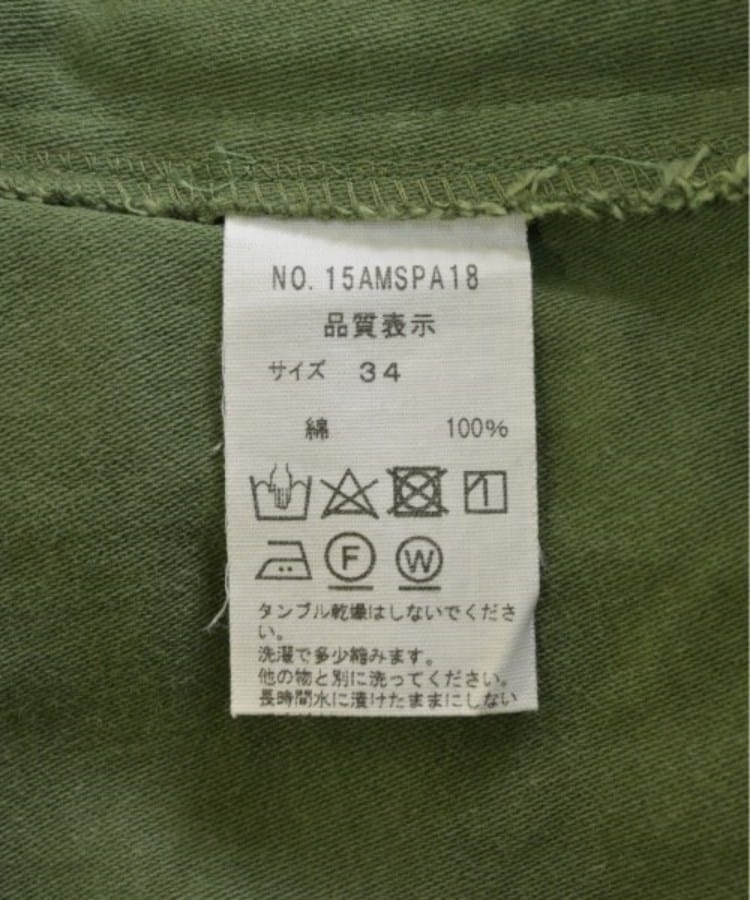 NO. 15AMSPA18
品質表示
サイズ 34
綿 100%
F W
タンブル乾燥はしないでくださ
い。
洗濯で多少縮みます。
他の物と別に洗ってください。
長時間水に漬けたままにしない